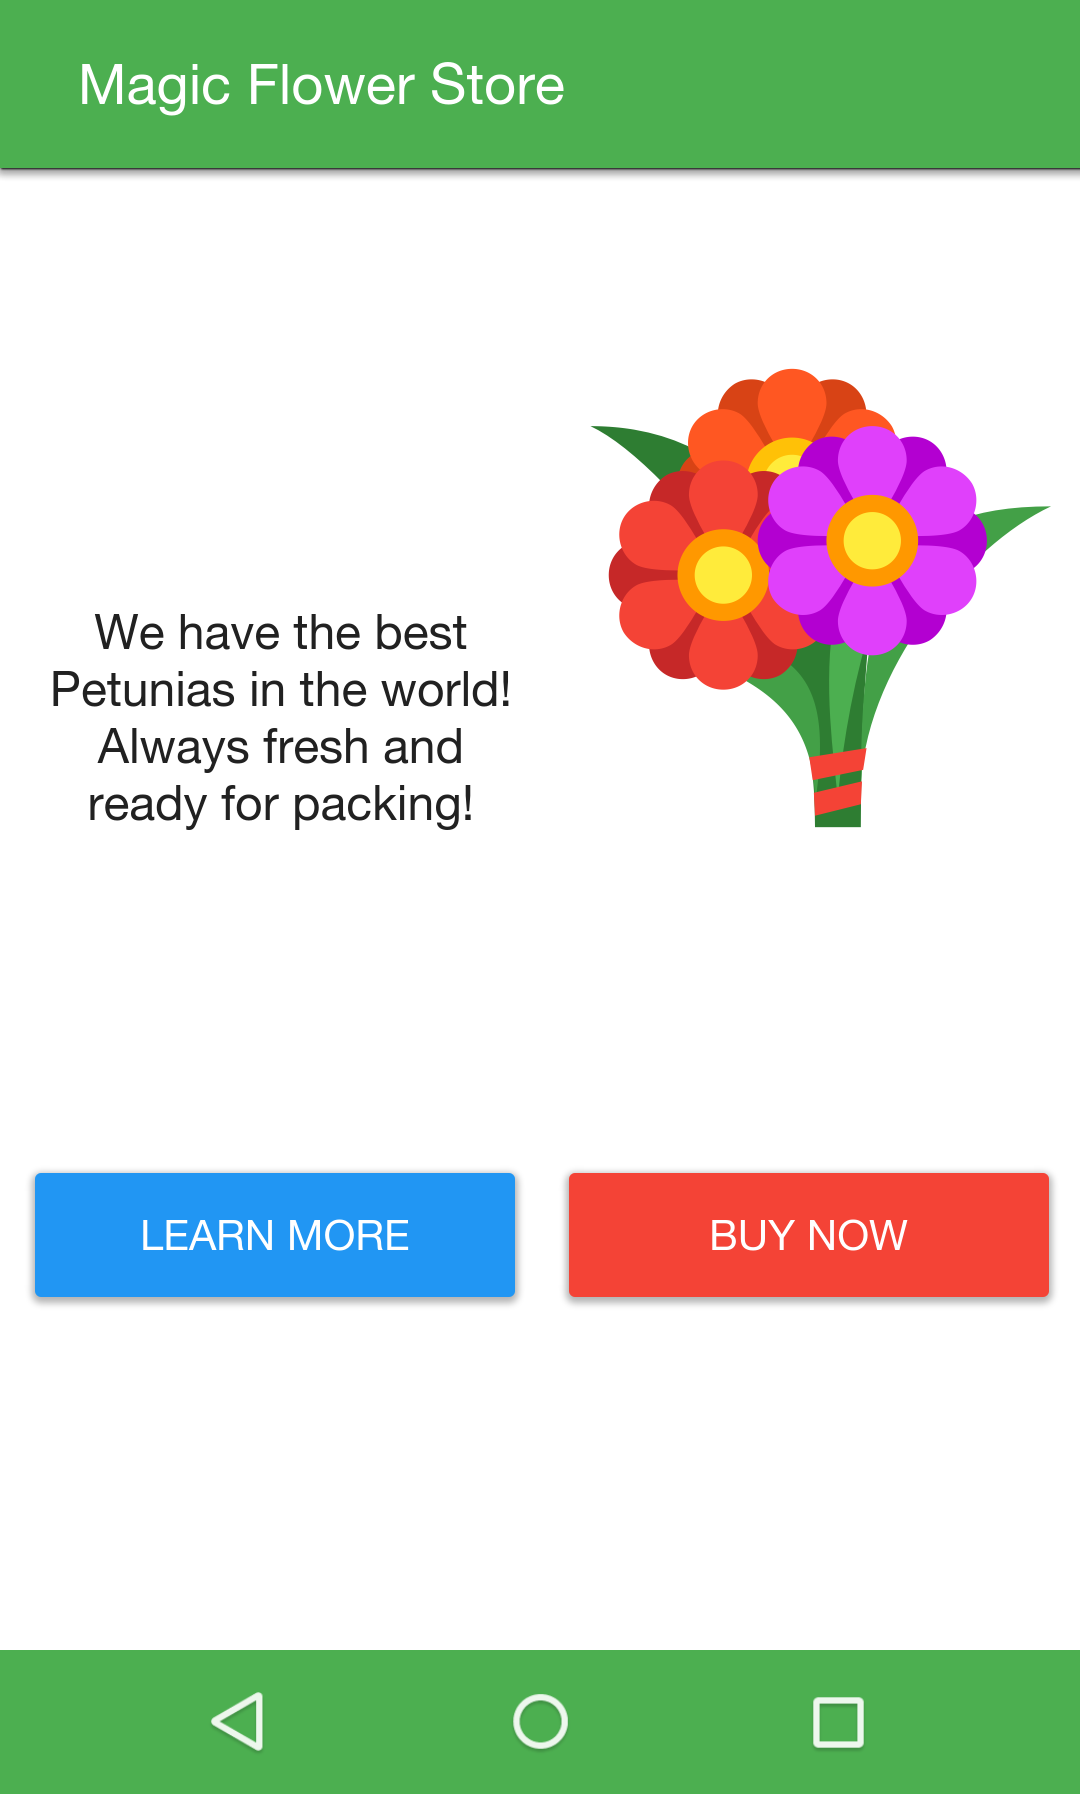 Magic Flower Store
We have the best
Petunias in the world!
Always fresh and
ready for packing!
LEARN MORE
BUY NOW